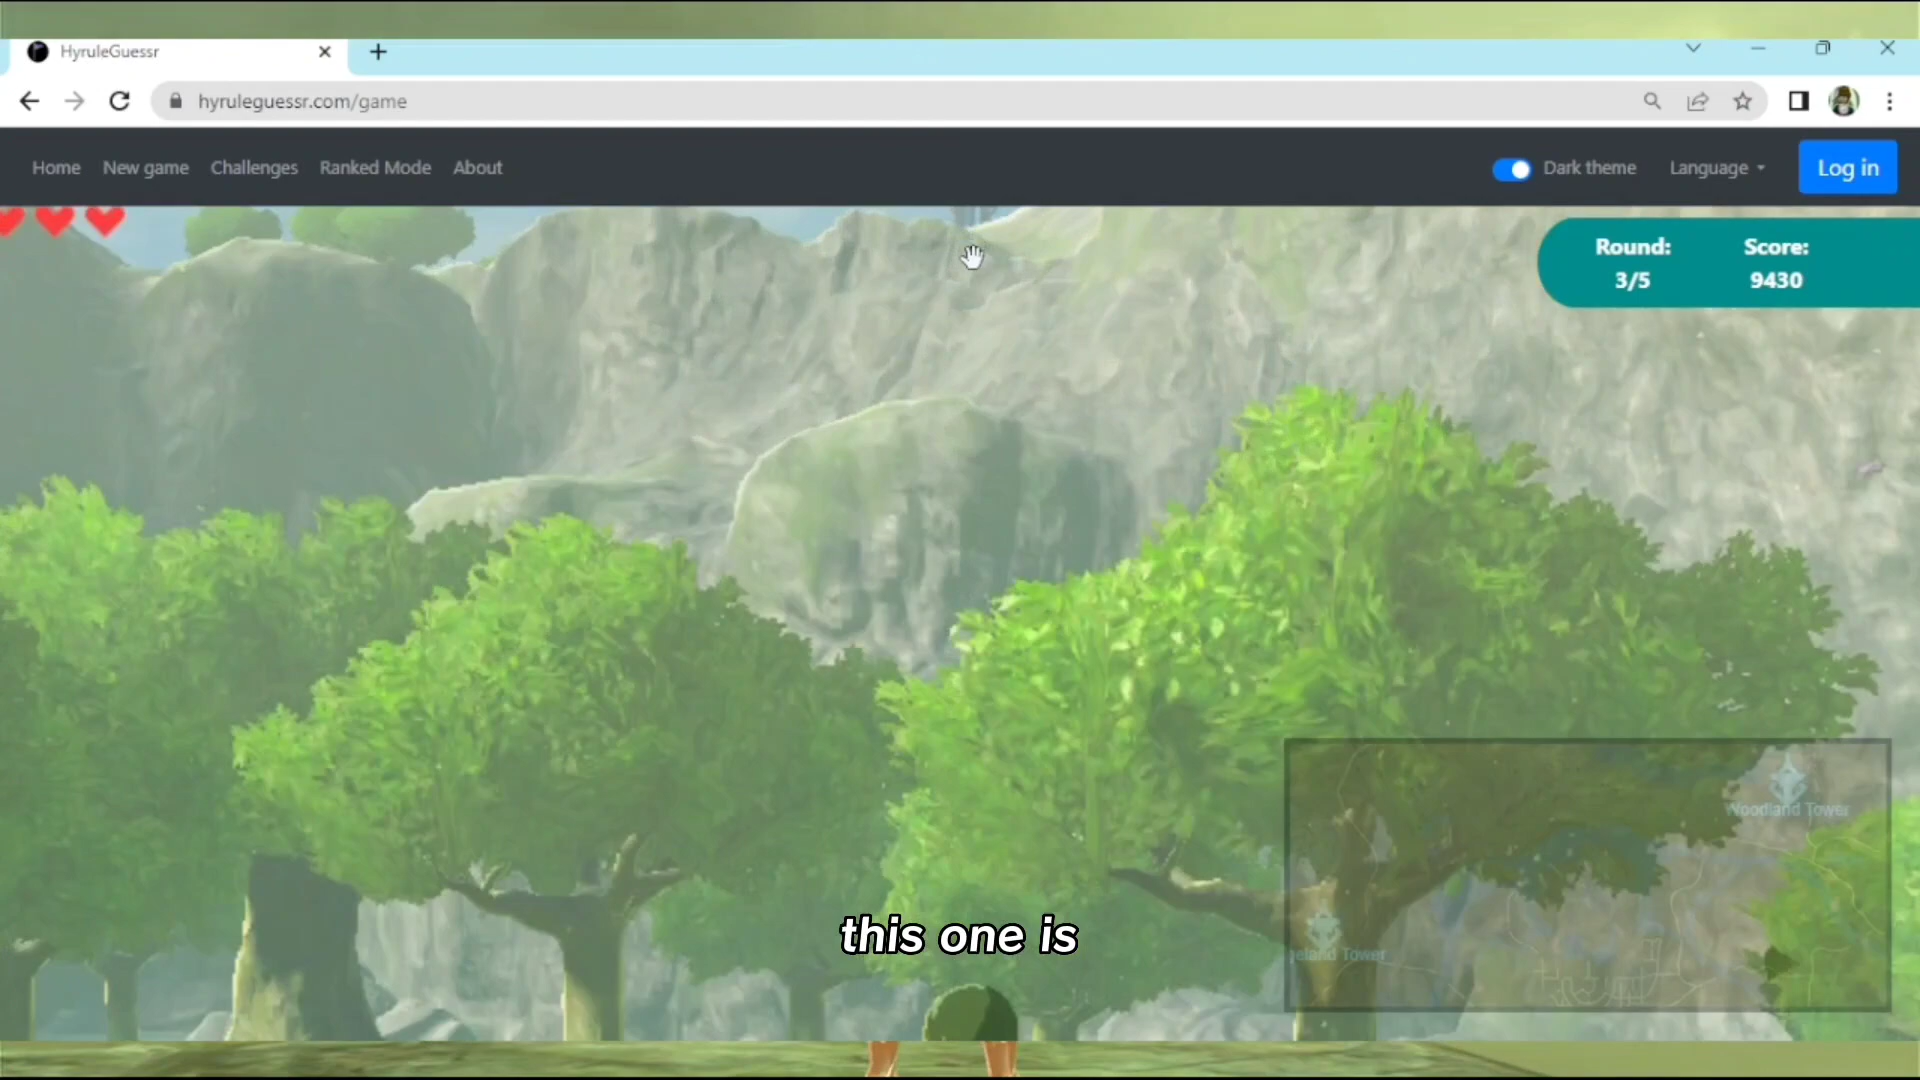 HyruleGuessr
hyruleguessr.com/game
Home New game Challenges Ranked Mode About Dark theme Language Log in
Round: Score:
3/5 9430
Woodland Tower
geland Tower
this one is